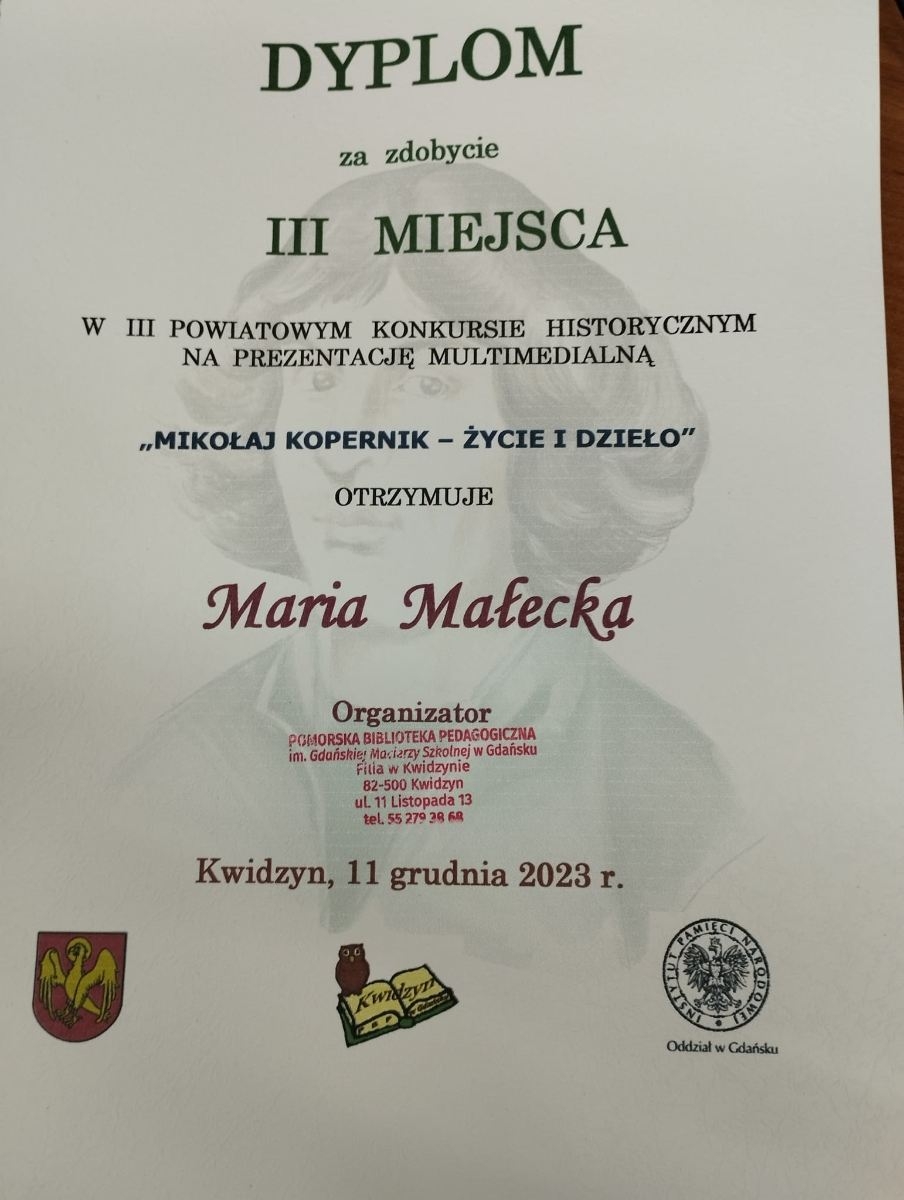 DYPLOM
za zdobycie
III MIEJSCA
W III POWIATOWYM KONKURSIE HISTORYCZNYM
NA PREZENTACJĘ MULTIMEDIALNĄ
„MIKOŁAJ KOPERNIK – ŻYCIE I DZIEŁO”
OTRZYMUJE
Maria Małecka
Organizator
POMORSKA BIBLIOTEKA PEDAGOGICZNA
im. Gdańskiej Macierzy Szkolnej w Gdańsku
Filia w Kwidzynie
82-500 Kwidzyn
ul. 11 Listopada 13
tel. 55 279 38 68
Kwidzyn, 11 grudnia 2023 r.
Kwidzyn
P B P w Gdańsku
INSTYTUT PAMIĘCI NARODOWEJ
Oddział w Gdańsku